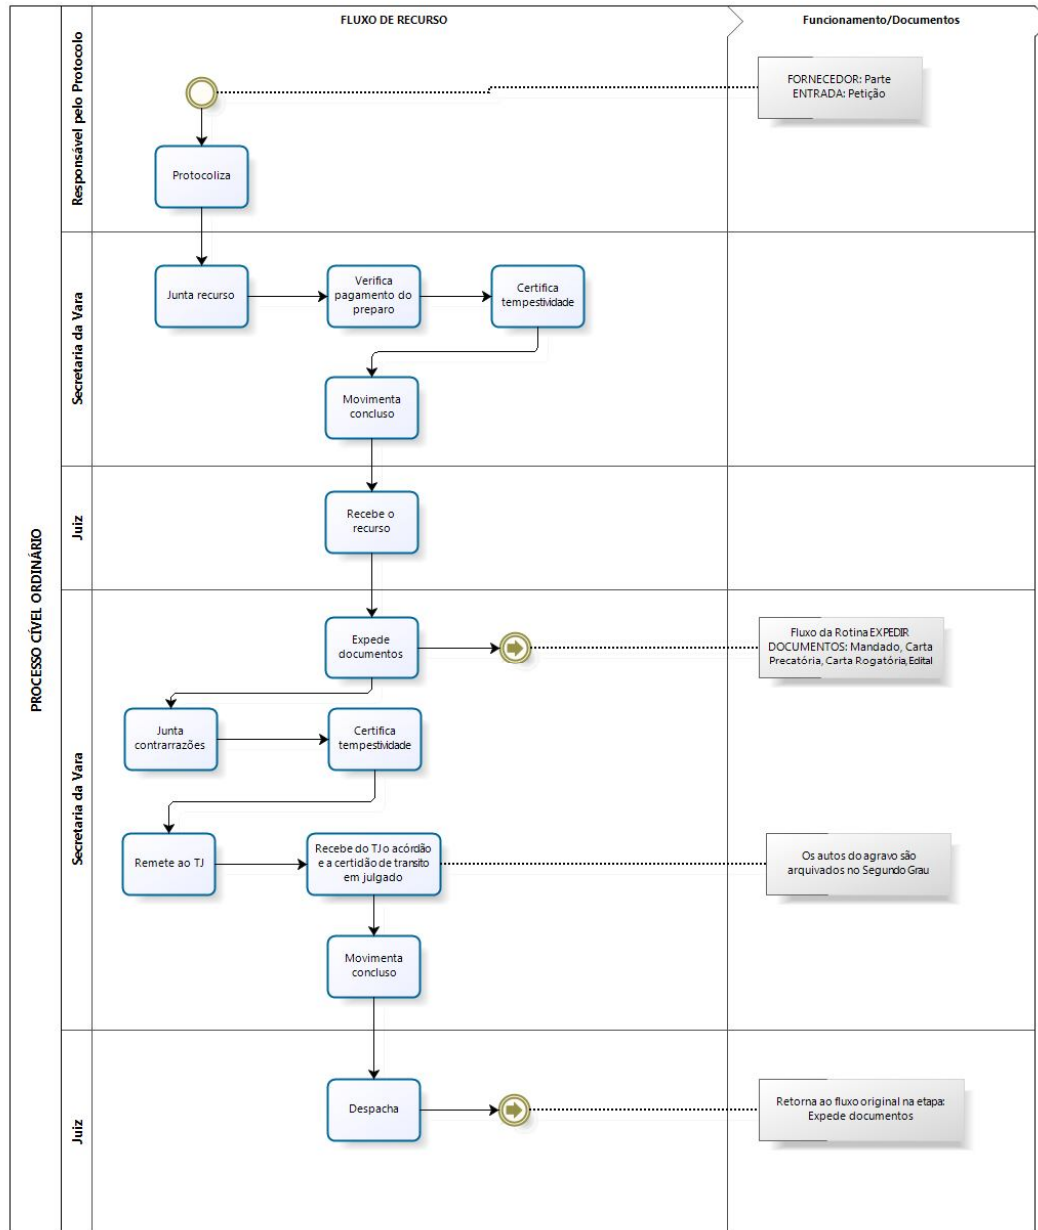 FLUXO DE RECURSO
Funcionamento/Documentos
PROCESSO CÍVEL ORDINÁRIO
Responsável pelo Protocolo
FORNECEDOR: Parte
ENTRADA: Petição
Protocoliza
Secretaria da Vara
Junta recurso
Verifica
pagamento do
preparo
Certifica
tempestividade
Movimenta
concluso
Juiz
Recebe o
recurso
Secretaria da Vara
Expede
documentos
Fluxo da Rotina EXPEDIR
DOCUMENTOS: Mandado, Carta
Precatória, Carta Rogatória, Edital
Junta
contrarrazões
Certifica
tempestividade
Remete ao TJ
Recebe do TJ o acórdão
e a certidão de transito
em julgado
Os autos do agravo são
arquivados no Segundo Grau
Movimenta
concluso
Juiz
Despacha
Retorna ao fluxo original na etapa:
Expede documentos